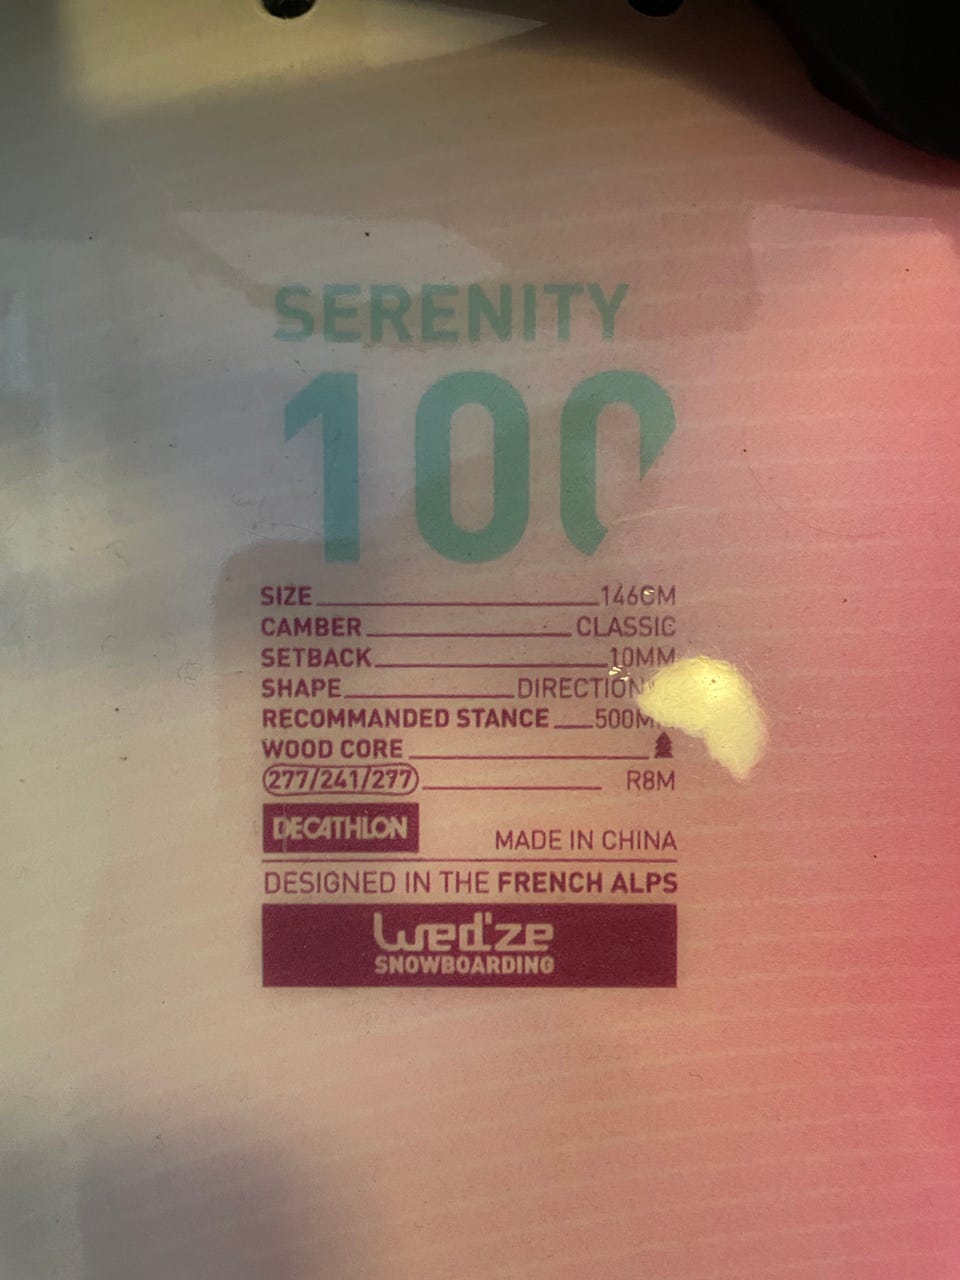 SERENITY
100
SIZE 146CM
CAMBER CLASSIC
SETBACK 10MM
SHAPE
RECOMMANDED STANCE
WOOD CORE
277/241/277 R8M
DECATHLON MADE IN CHINA
DESIGNED IN THE FRENCH ALPS
wed'ze
SNOWBOARDING